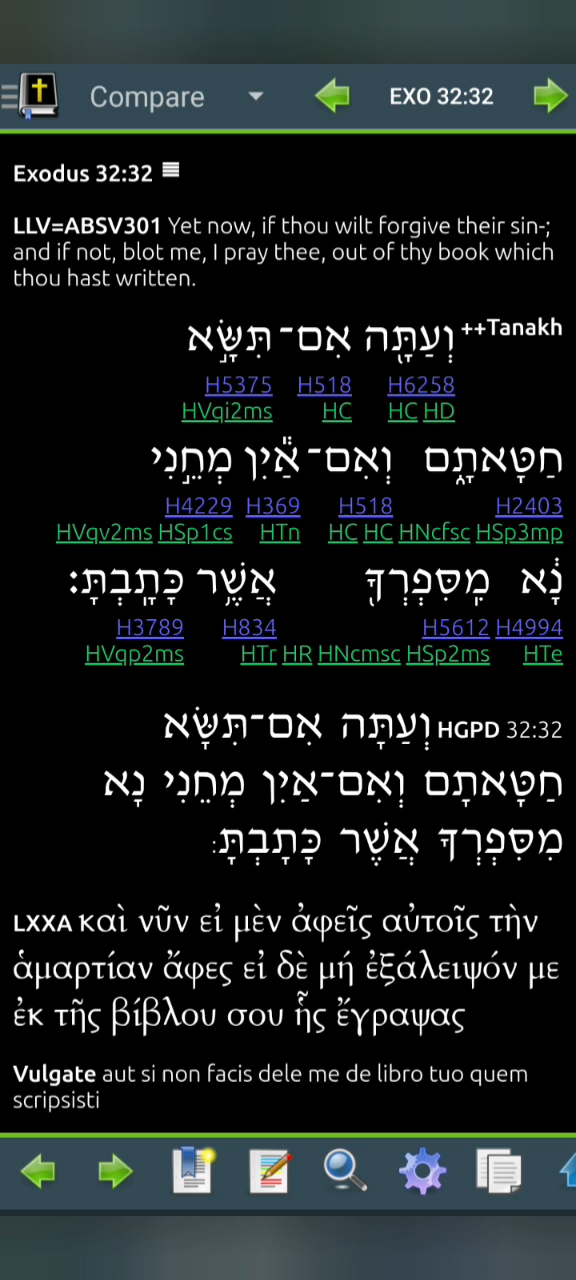 Compare
EXO 32:32
Exodus 32:32
LLV=ABSV301 Yet now, if thou wilt forgive their sin-;
and if not, blot me, I pray thee, out of thy book which
thou hast written.
++Tanakh וְעַתָּ֖ה אִם־תִּשָּׂ֣א
H5375 H518 H6258
HVqi2ms HC HC HD
חַטָּאתָ֑ם וְאִם־אַ֕יִן מְחֵ֣נִי
H4229 H369 H518 H2403
HVqv2ms HSp1cs HTn HC HC HNcfsc HSp3mp
נָ֔א מִֽסִּפְרְךָ֖ אֲשֶׁ֥ר כָּתָֽבְתָּ׃
H3789 H834 H5612 H4994
HVqp2ms HTr HR HNcmsc HSp2ms HTe
HGPD 32:32 וְעַתָּה אִם־תִּשָּׂא
חַטָּאתָם וְאִם־אַיִן מְחֵנִי נָא
מִסִּפְרְךָ אֲשֶׁר כָּתָבְתָּ׃
LXXA καὶ νῦν εἰ μὲν ἀφεῖς αὐτοῖς τὴν
ἁμαρτίαν ἄφες εἰ δὲ μή ἐξάλειψόν με
ἐκ τῆς βίβλου σου ἧς ἔγραψας
Vulgate aut si non facis dele me de libro tuo quem
scripsisti